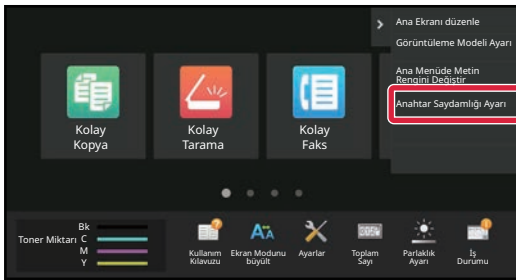 Ana Ekranı düzenle
Görüntüleme Modeli Ayarı
Ana Menüde Metin
Rengini Değiştir
Anahtar Saydamlığı Ayarı
Kolay
Kopya
Kolay
Tarama
Kolay
Faks
Toner Miktarı
Bk
C
M
Y
Kullanım
Kılavuzu
Ekran Modunu
büyült
Ayarlar
Toplam
Sayı
Parlaklık
Ayarı
İş
Durumu